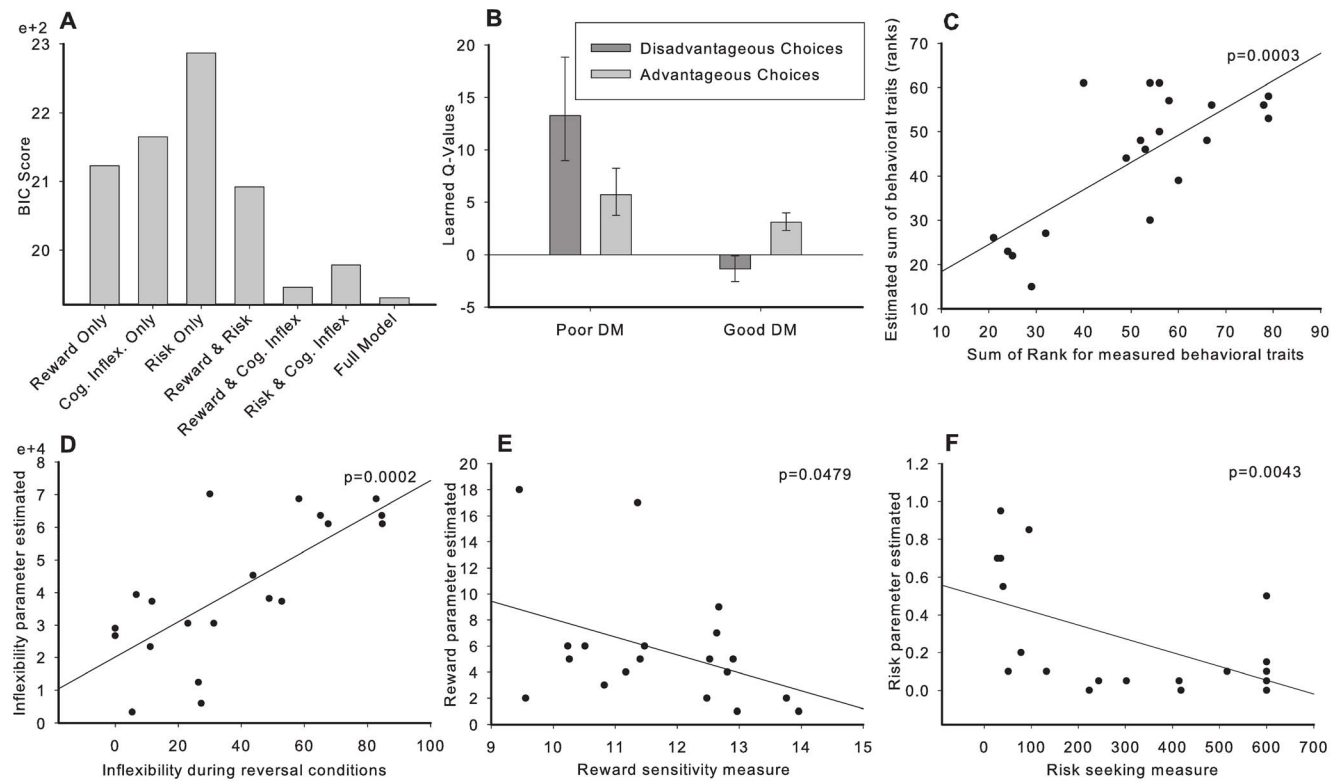 A
e+2
23
22
21
20
BIC Score
Reward Only
Cog. Inflex. Only
Risk Only
Reward & Risk
Reward & Cog. Inflex
Risk & Cog. Inflex
Full Model
B
Disadvantageous Choices
Advantageous Choices
20
15
10
5
0
-5
Learned Q-Values
Poor DM
Good DM
C
p=0.0003
70
60
50
40
30
20
10
Estimated sum of behavioral traits (ranks)
10 20 30 40 50 60 70 80 90
Sum of Rank for measured behavioral traits
D
e+4
p=0.0002
8
7
6
5
4
3
2
1
0
Inflexibility parameter estimated
0 20 40 60 80 100
Inflexibility during reversal conditions
E
p=0.0479
20
18
16
14
12
10
8
6
4
2
0
Reward parameter estimated
9 10 11 12 13 14 15
Reward sensitivity measure
F
p=0.0043
1.2
1.0
0.8
0.6
0.4
0.2
0.0
Risk paremeter estimated
0 100 200 300 400 500 600 700
Risk seeking measure